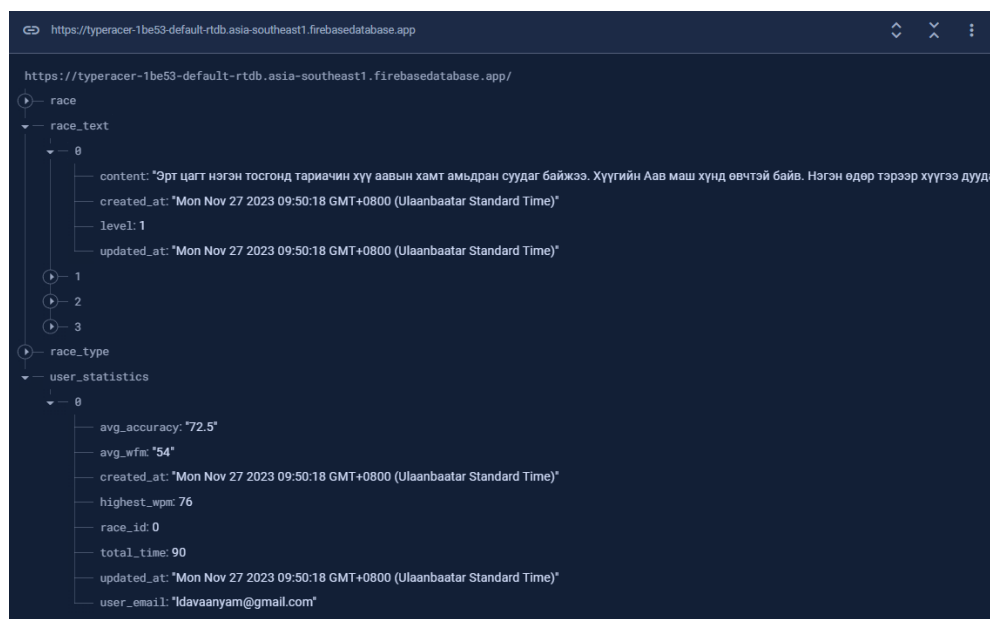 https://typeracer-1be53-default-rtdb.asia-southeast1.firebasedatabase.app
https://typeracer-1be53-default-rtdb.asia-southeast1.firebasedatabase.app/
race
race_text
0
content: "Эрт цагт нэгэн тосгонд тариачин хүү аавын хамт амьдран суудаг байжээ. Хүүгийн Аав маш хүнд өвчтэй байв. Нэгэн өдөр тэрээр хүүгээ дууда
created_at: "Mon Nov 27 2023 09:50:18 GMT+0800 (Ulaanbaatar Standard Time)"
level: 1
updated_at: "Mon Nov 27 2023 09:50:18 GMT+0800 (Ulaanbaatar Standard Time)"
1
2
3
race_type
user_statistics
0
avg_accuracy: "72.5"
avg_wfm: "54"
created_at: "Mon Nov 27 2023 09:50:18 GMT+0800 (Ulaanbaatar Standard Time)"
highest_wpm: 76
race_id: 0
total_time: 90
updated_at: "Mon Nov 27 2023 09:50:18 GMT+0800 (Ulaanbaatar Standard Time)"
user_email: "ldavaanyam@gmail.com"